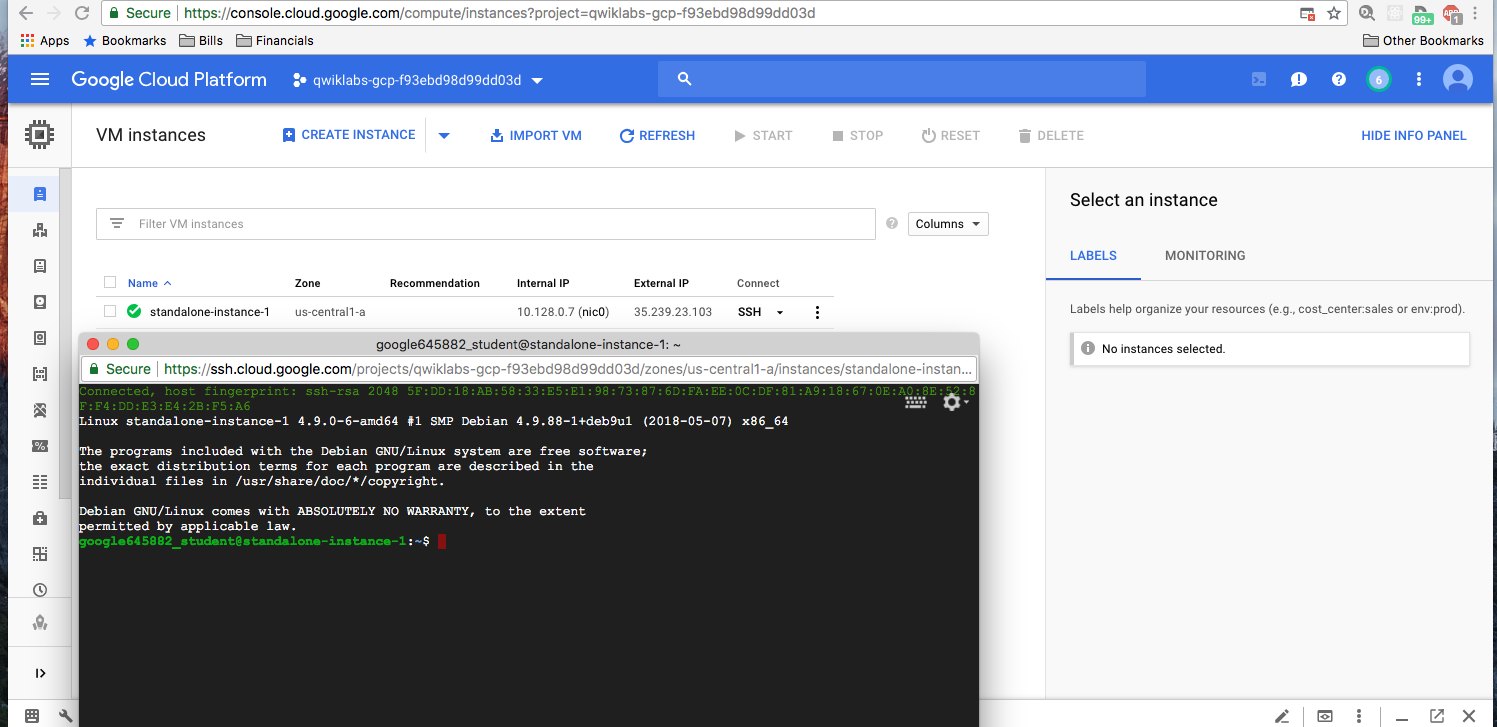 Secure https://console.cloud.google.com/compute/instances?project=qwiklabs-gcp-f93ebd98d99dd03d
99+
ABP
1
Apps Bookmarks Bills Financials Other Bookmarks
Google Cloud Platform qwiklabs-gcp-f93ebd98d99dd03d 6
VM instances CREATE INSTANCE IMPORT VM REFRESH START STOP RESET DELETE HIDE INFO PANEL
Select an instance
Filter VM instances Columns
LABELS MONITORING
Name Zone Recommendation Internal IP External IP Connect
standalone-instance-1 us-central1-a 10.128.0.7 (nic0) 35.239.23.103 SSH
Labels help organize your resources (e.g., cost_center:sales or env:prod).
No instances selected.
google645882_student@standalone-instance-1: ~
Secure https://ssh.cloud.google.com/projects/qwiklabs-gcp-f93ebd98d99dd03d/zones/us-central1-a/instances/standalone-instan...
Connected, host fingerprint: ssh-rsa 2048 5F:DD:18:AB:58:33:E5:E1:98:73:87:6D:FA:EE:0C:DF:81:A9:18:67:0E:A0:8E:52:8
F:F4:DD:E3:E4:2B:F5:A6
Linux standalone-instance-1 4.9.0-6-amd64 #1 SMP Debian 4.9.88-1+deb9u1 (2018-05-07) x86_64
The programs included with the Debian GNU/Linux system are free software;
the exact distribution terms for each program are described in the
individual files in /usr/share/doc/*/copyright.
Debian GNU/Linux comes with ABSOLUTELY NO WARRANTY, to the extent
permitted by applicable law.
google645882_student@standalone-instance-1:~$